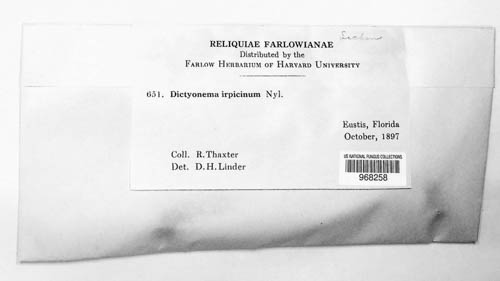 RELIQUIAE FARLOWIANAE
Distributed by the
FARLOW HERBARIUM OF HARVARD UNIVERSITY
651. Dictyonema irpicinum Nyl.
Eustis, Florida
October, 1897
Coll. R. Thaxter
Det. D. H. Linder
US NATIONAL FUNGUS COLLECTIONS
968258